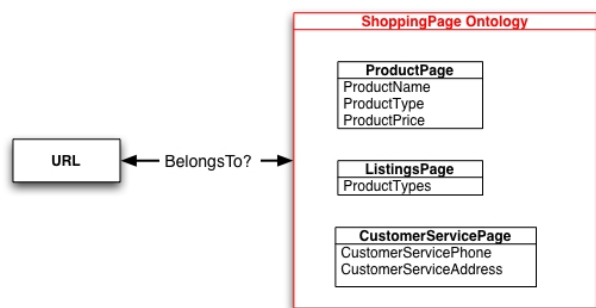 ShoppingPage Ontology
ProductPage
ProductName
ProductType
ProductPrice
URL
BelongsTo?
ListingsPage
ProductTypes
CustomerServicePage
CustomerServicePhone
CustomerServiceAddress